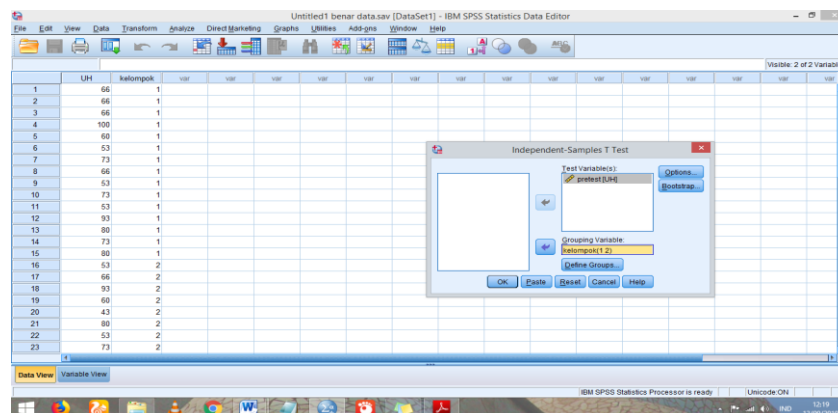 Untitled1 benar data.sav [DataSet1] - IBM SPSS Statistics Data Editor
File Edit View Data Transform Analyze Direct Marketing Graphs Utilities Add-ons Window Help
Visible: 2 of 2 Variabl
UH kelompok var var var var var var var var var var var var var var
1 66 1
2 66 1
3 66 1
4 100 1
5 60 1
6 53 1
7 73 1
8 66 1
9 53 1
10 73 1
11 53 1
12 93 1
13 80 1
14 73 1
15 80 1
16 53 2
17 66 2
18 93 2
19 60 2
20 43 2
21 80 2
22 53 2
23 73 2
Independent-Samples T Test
Test Variable(s):
pretest [UH]
Options...
Bootstrap...
Grouping Variable:
kelompok(1 2)
Define Groups...
OK Paste Reset Cancel Help
Data View Variable View
IBM SPSS Statistics Processor is ready Unicode:ON
IND 12:19